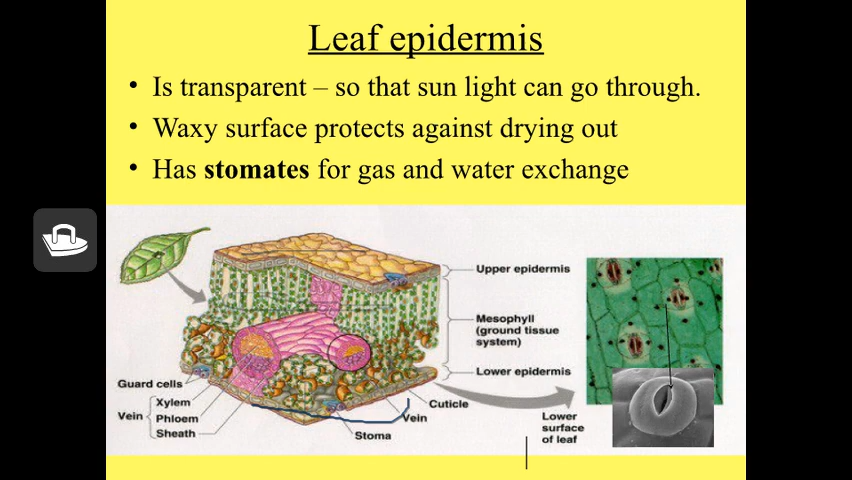 Leaf epidermis
• Is transparent – so that sun light can go through.
• Waxy surface protects against drying out
• Has stomates for gas and water exchange
Upper epidermis
Mesophyll
(ground tissue
system)
Lower epidermis
Guard cells
Xylem
Vein
Phloem
Sheath
Cuticle
Vein
Stoma
Lower
surface
of leaf